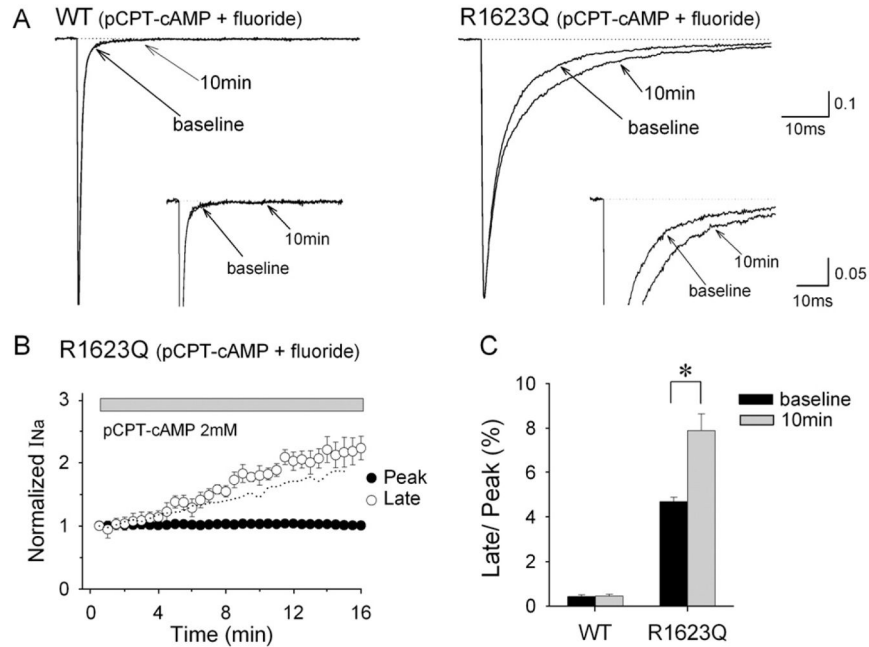 A
WT (pCPT-cAMP + fluoride)
10min
baseline
10min
baseline
R1623Q (pCPT-cAMP + fluoride)
10min
baseline
0.1
10ms
10min
baseline
0.05
10ms
B
R1623Q (pCPT-cAMP + fluoride)
3
2
1
0
Normalized INa
pCPT-cAMP 2mM
Peak
Late
0 4 8 12 16
Time (min)
C
10
8
6
4
2
0
Late/ Peak (%)
*
baseline
10min
WT R1623Q